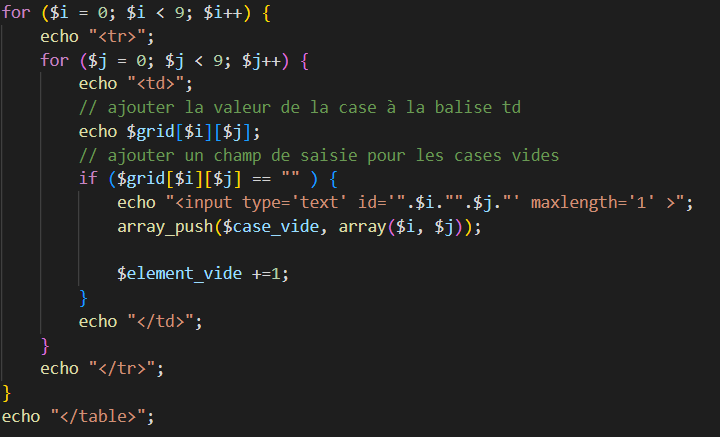 for ($i = 0; $i < 9; $i++) {
    echo "<tr>";
    for ($j = 0; $j < 9; $j++) {
        echo "<td>";
        // ajouter la valeur de la case à la balise td
        echo $grid[$i][$j];
        // ajouter un champ de saisie pour les cases vides
        if ($grid[$i][$j] == "" ) {
            echo "<input type='text' id='".$i."".$j."' maxlength='1' >";
            array_push($case_vide, array($i, $j));

            $element_vide +=1;
        }
        echo "</td>";
    }
    echo "</tr>";
}
echo "</table>";